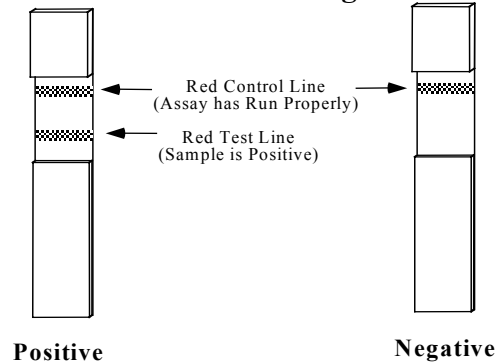 Red Control Line
(Assay has Run Properly)
Red Test Line
(Sample is Positive)
Positive
Negative